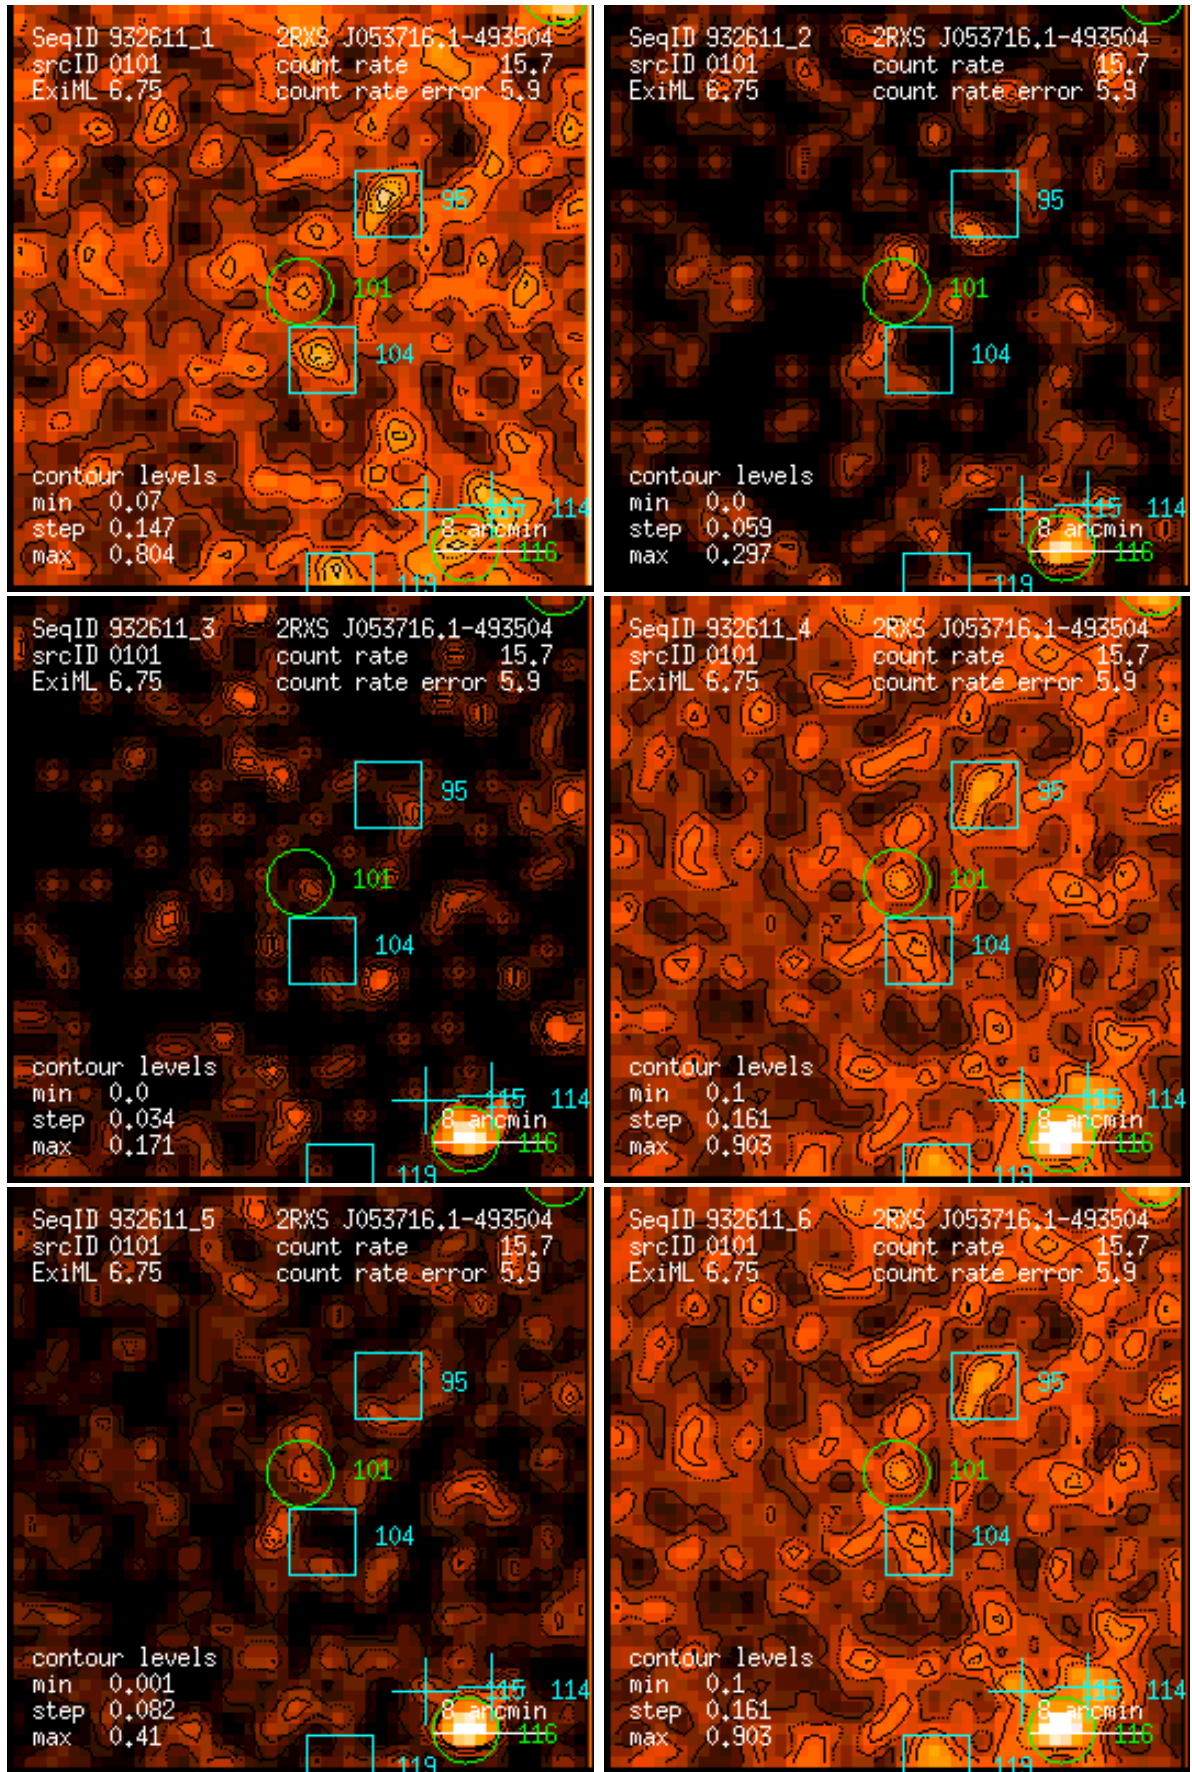 SeqID 932611_1 2RXS J053716.1-493504
srcID 0101 count rate 15.7
ExiML 6.75 count rate error 5.9
95
101
104
contour levels
min 0.07
step 0.147
max 0.804
115 114
8 arcmin
116
119
SeqID 932611_2 2RXS J053716.1-493504
srcID 0101 count rate 15.7
ExiML 6.75 count rate error 5.9
95
101
104
contour levels
min 0.0
step 0.059
max 0.297
115 114
8 arcmin
116
119
SeqID 932611_3 2RXS J053716.1-493504
srcID 0101 count rate 15.7
ExiML 6.75 count rate error 5.9
95
101
104
contour levels
min 0.0
step 0.034
max 0.171
115 114
8 arcmin
116
119
SeqID 932611_4 2RXS J053716.1-493504
srcID 0101 count rate 15.7
ExiML 6.75 count rate error 5.9
95
101
104
contour levels
min 0.1
step 0.161
max 0.903
115 114
8 arcmin
116
119
SeqID 932611_5 2RXS J053716.1-493504
srcID 0101 count rate 15.7
ExiML 6.75 count rate error 5.9
95
101
104
contour levels
min 0.001
step 0.082
max 0.41
115 114
8 arcmin
116
119
SeqID 932611_6 2RXS J053716.1-493504
srcID 0101 count rate 15.7
ExiML 6.75 count rate error 5.9
95
101
104
contour levels
min 0.1
step 0.161
max 0.903
115 114
8 arcmin
116
119